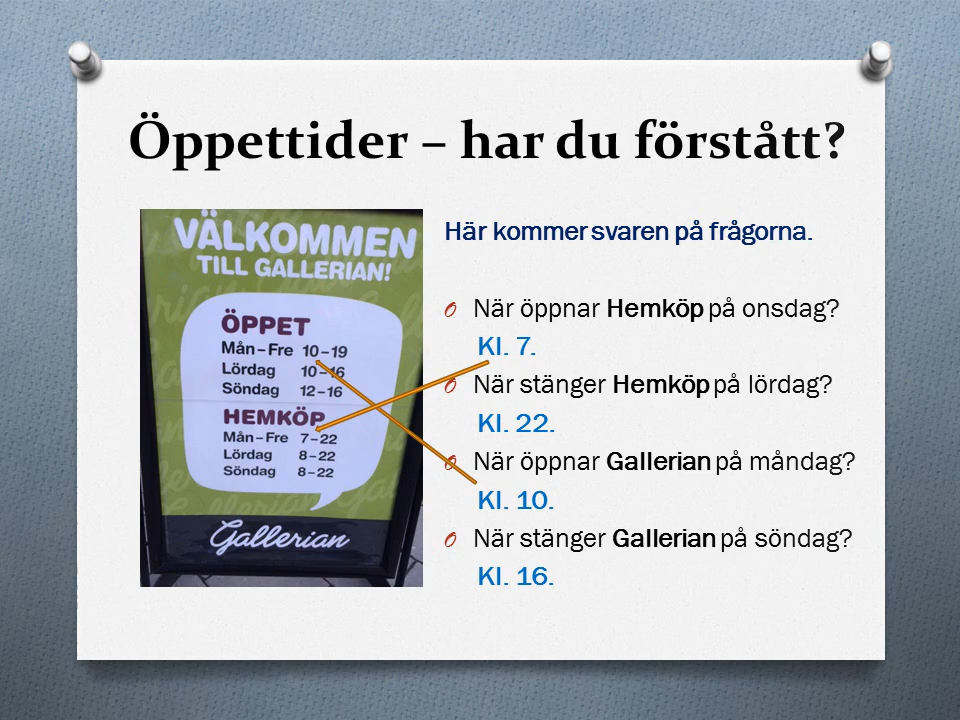 Öppettider – har du förstått?
VÄLKOMMEN
TILL GALLERIAN!
ÖPPET
Mån–Fre 10–19
Lördag 10–16
Söndag 12–16
HEMKÖP
Mån–Fre 7–22
Lördag 8–22
Söndag 8–22
Gallerian
Här kommer svaren på frågorna.
När öppnar Hemköp på onsdag?
Kl. 7.
När stänger Hemköp på lördag?
Kl. 22.
När öppnar Gallerian på måndag?
Kl. 10.
När stänger Gallerian på söndag?
Kl. 16.